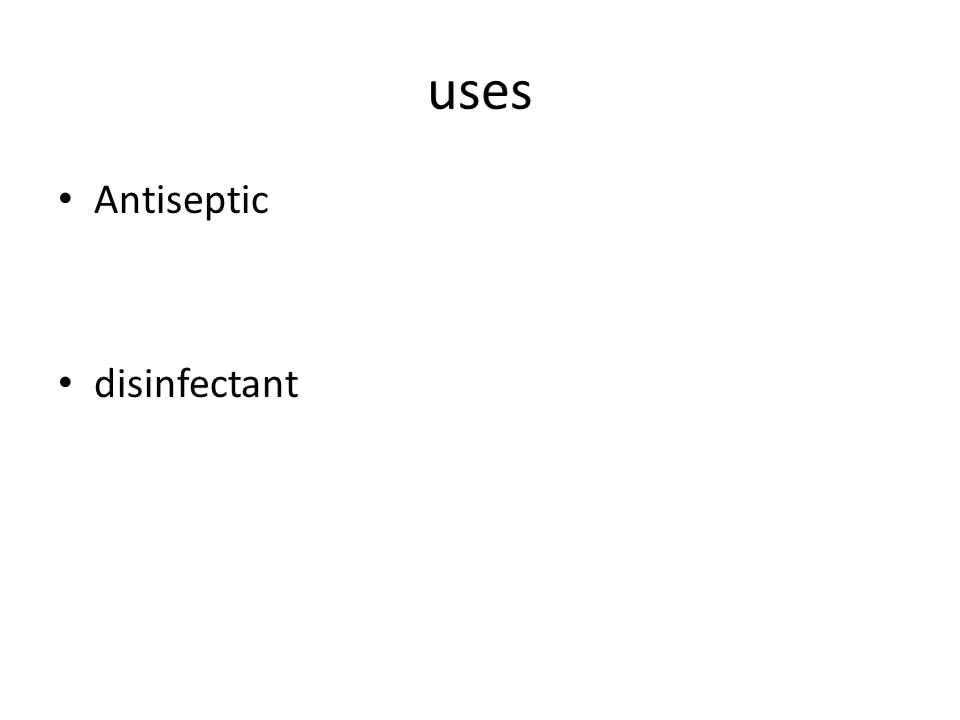 uses
• Antiseptic
• disinfectant